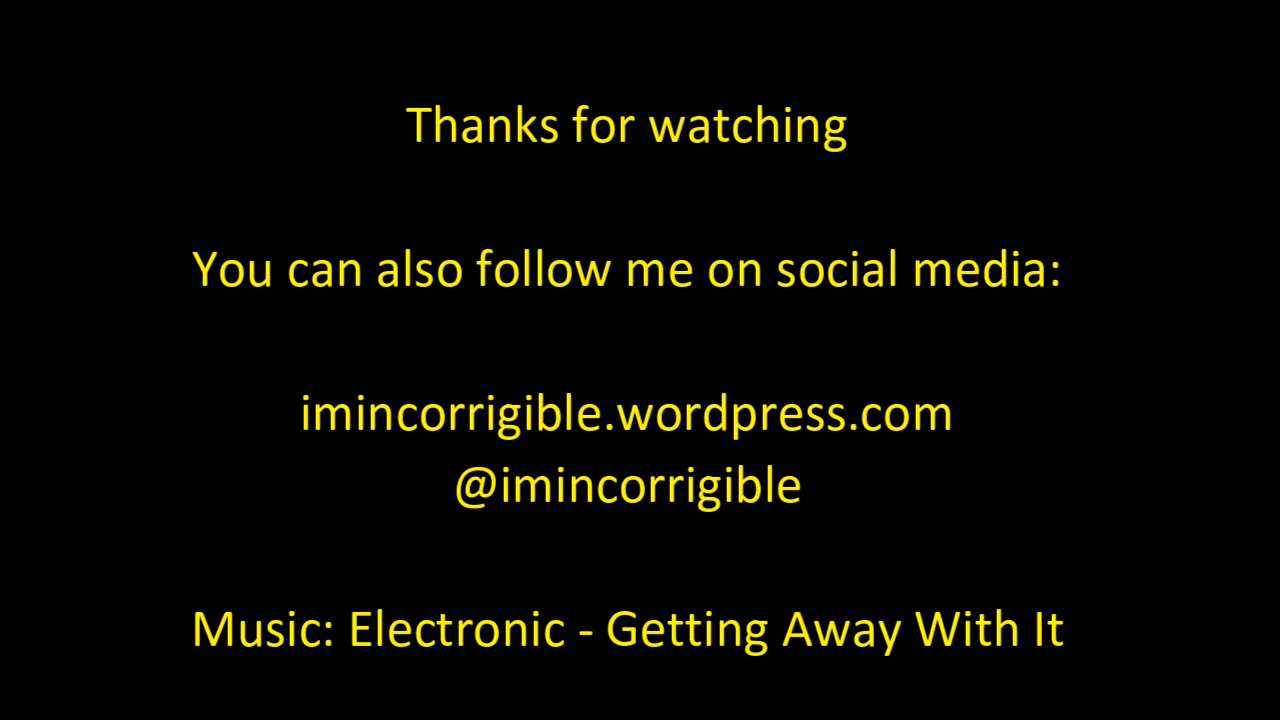 Thanks for watching
You can also follow me on social media:
imincorrigible.wordpress.com
@imincorrigible
Music: Electronic - Getting Away With It